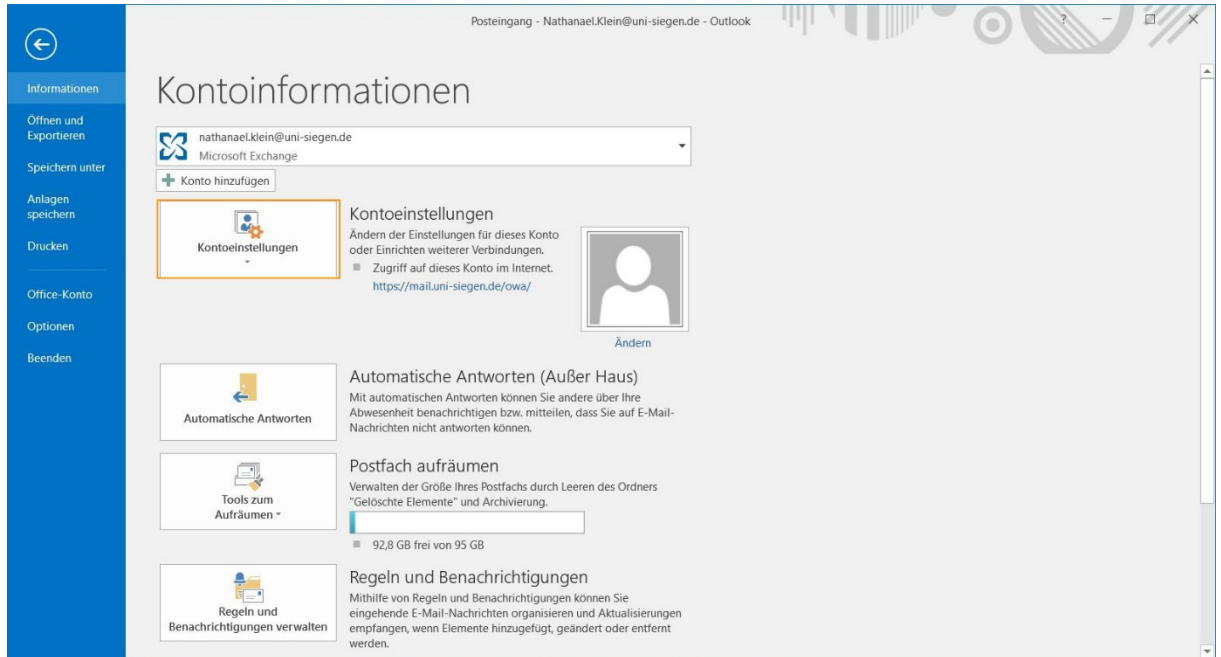 Posteingang - Nathanael.Klein@uni-siegen.de - Outlook
?
Informationen
Öffnen und
Exportieren
Speichern unter
Anlagen
speichern
Drucken
Office-Konto
Optionen
Beenden
Kontoinformationen
nathanael.klein@uni-siegen.de
Microsoft Exchange
Konto hinzufügen
Kontoeinstellungen
Kontoeinstellungen
Ändern der Einstellungen für dieses Konto
oder Einrichten weiterer Verbindungen.
Zugriff auf dieses Konto im Internet.
https://mail.uni-siegen.de/owa/
Ändern
Automatische Antworten
Automatische Antworten (Außer Haus)
Mit automatischen Antworten können Sie andere über Ihre
Abwesenheit benachrichtigen bzw. mitteilen, dass Sie auf E-Mail-
Nachrichten nicht antworten können.
Tools zum
Aufräumen
Postfach aufräumen
Verwalten der Größe Ihres Postfachs durch Leeren des Ordners
"Gelöschte Elemente" und Archivierung.
92,8 GB frei von 95 GB
Regeln und
Benachrichtigungen verwalten
Regeln und Benachrichtigungen
Mithilfe von Regeln und Benachrichtigungen können Sie
eingehende E-Mail-Nachrichten organisieren und Aktualisierungen
empfangen, wenn Elemente hinzugefügt, geändert oder entfernt
werden.